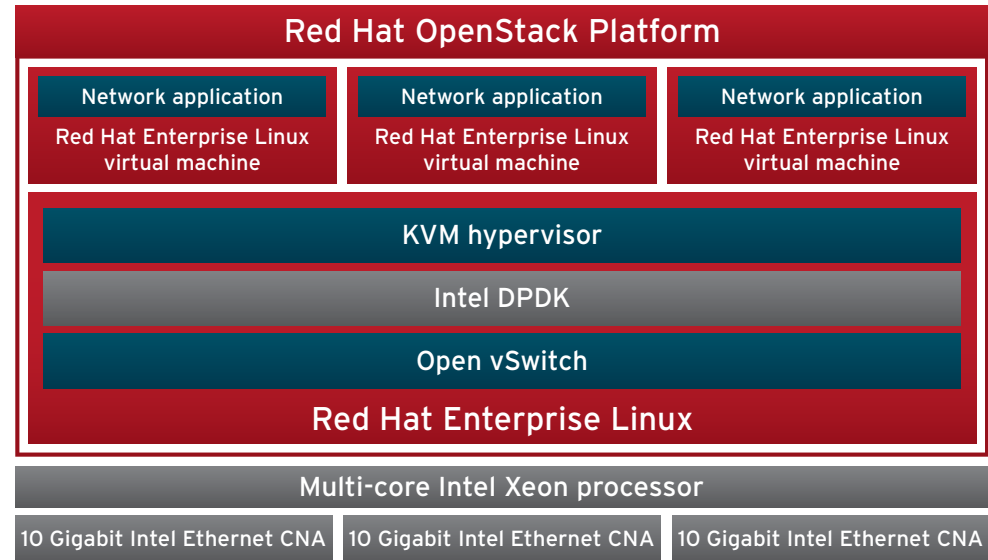 Red Hat OpenStack Platform
Network application
Red Hat Enterprise Linux
virtual machine
Network application
Red Hat Enterprise Linux
virtual machine
Network application
Red Hat Enterprise Linux
virtual machine
KVM hypervisor
Intel DPDK
Open vSwitch
Red Hat Enterprise Linux
Multi-core Intel Xeon processor
10 Gigabit Intel Ethernet CNA
10 Gigabit Intel Ethernet CNA
10 Gigabit Intel Ethernet CNA